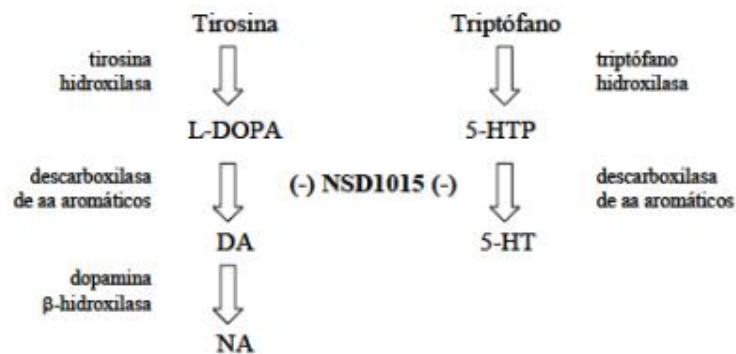 Tirosina Triptófano
tirosina
hidroxilasa
triptófano
hidroxilasa
L-DOPA 5-HTP
descarboxilasa
de aa aromáticos
(-) NSD1015 (-)
descarboxilasa
de aa aromáticos
DA 5-HT
dopamina
β-hidroxilasa
NA